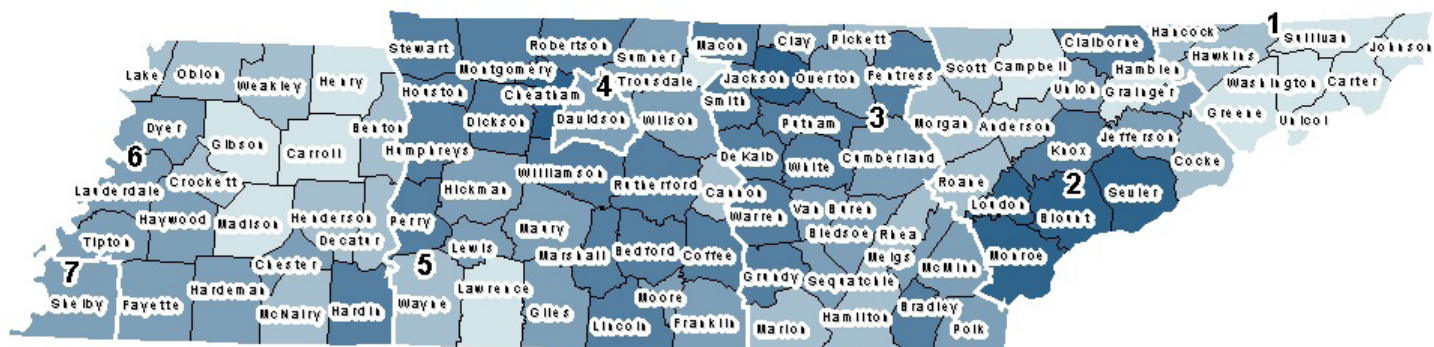 1
Hancock
Sullivan
Johnson
Hawkins
Washington
Carter
Greene
Unicoi
Stewart
Robertson
Sumner
Macon
Clay
Pickett
Claiborne
Scott
Campbell
Hamblen
Union
Grainger
Lake
Obion
Weakley
Henry
Montgomery
Trousdale
Jackson
Overton
Fentress
Houston
Cheatham
4
Smith
Dickson
Davidson
Wilson
Putnam
3
Morgan
Anderson
Jefferson
Dyer
Gibson
Carroll
Benton
Humphreys
DeKalb
White
Cumberland
Knox
Cocke
6
Crockett
Lauderdale
Hickman
Williamson
Rutherford
Cannon
Roane
Loudon
2
Sevier
Blount
Haywood
Madison
Henderson
Decatur
Perry
Warren
Van Buren
Bledsoe
Rhea
Tipton
Lewis
Maury
Marshall
Bedford
Coffee
Meigs
McMinn
Monroe
7
Chester
5
Grundy
Sequatchie
Shelby
Fayette
Hardeman
McNairy
Hardin
Wayne
Lawrence
Giles
Moore
Lincoln
Franklin
Marion
Hamilton
Bradley
Polk